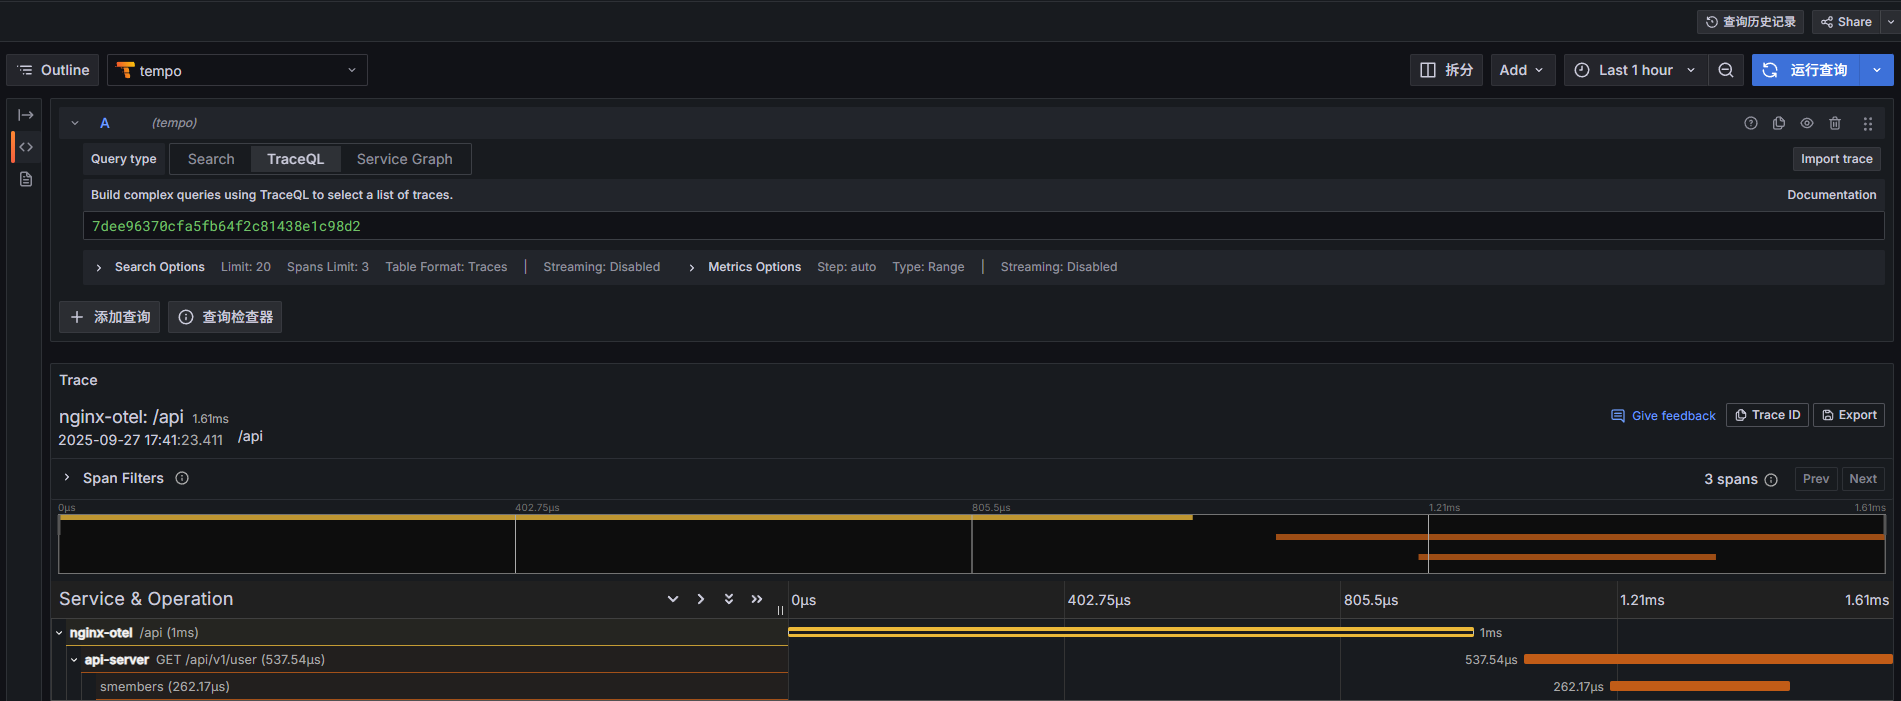 查询历史记录 Share
Outline tempo 拆分 Add Last 1 hour 运行查询
A (tempo)
Query type Search TraceQL Service Graph Import trace
Build complex queries using TraceQL to select a list of traces. Documentation
7dee96370cfa5fb64f2c81438e1c98d2
Search Options Limit: 20 Spans Limit: 3 Table Format: Traces | Streaming: Disabled Metrics Options Step: auto Type: Range | Streaming: Disabled
添加查询 查询检查器
Trace
nginx-otel: /api 1.61ms
Give feedback Trace ID Export
2025-09-27 17:41:23.411 /api
Span Filters 3 spans Prev Next
0μs 402.75μs 805.5μs 1.21ms 1.61ms
Service & Operation 0μs 402.75μs 805.5μs 1.21ms 1.61ms
nginx-otel /api (1ms) 1ms
api-server GET /api/v1/user (537.54μs) 537.54μs
smembers (262.17μs) 262.17μs